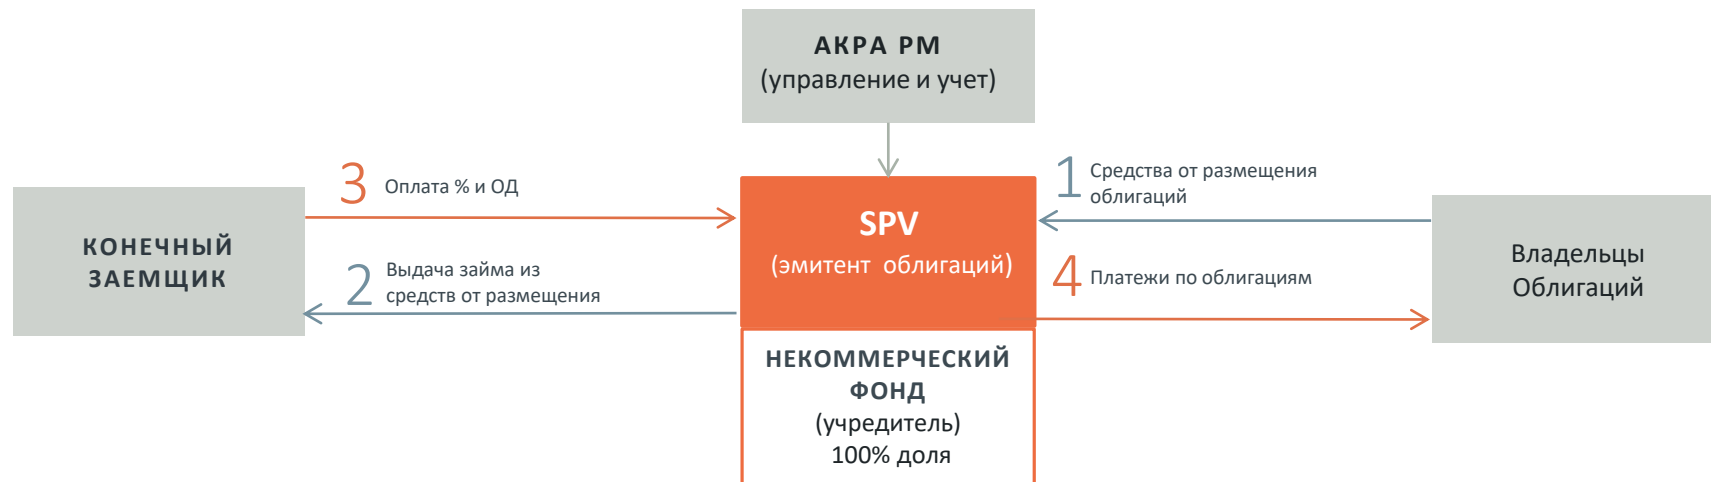 АКРА РМ
(управление и учет)
3 Оплата % и ОД
1 Средства от размещения
облигаций
КОНЕЧНЫЙ
ЗАЕМЩИК
SPV
(эмитент облигаций)
Владельцы
Облигаций
2 Выдача займа из
средств от размещения
4 Платежи по облигациям
НЕКОММЕРЧЕСКИЙ
ФОНД
(учредитель)
100% доля